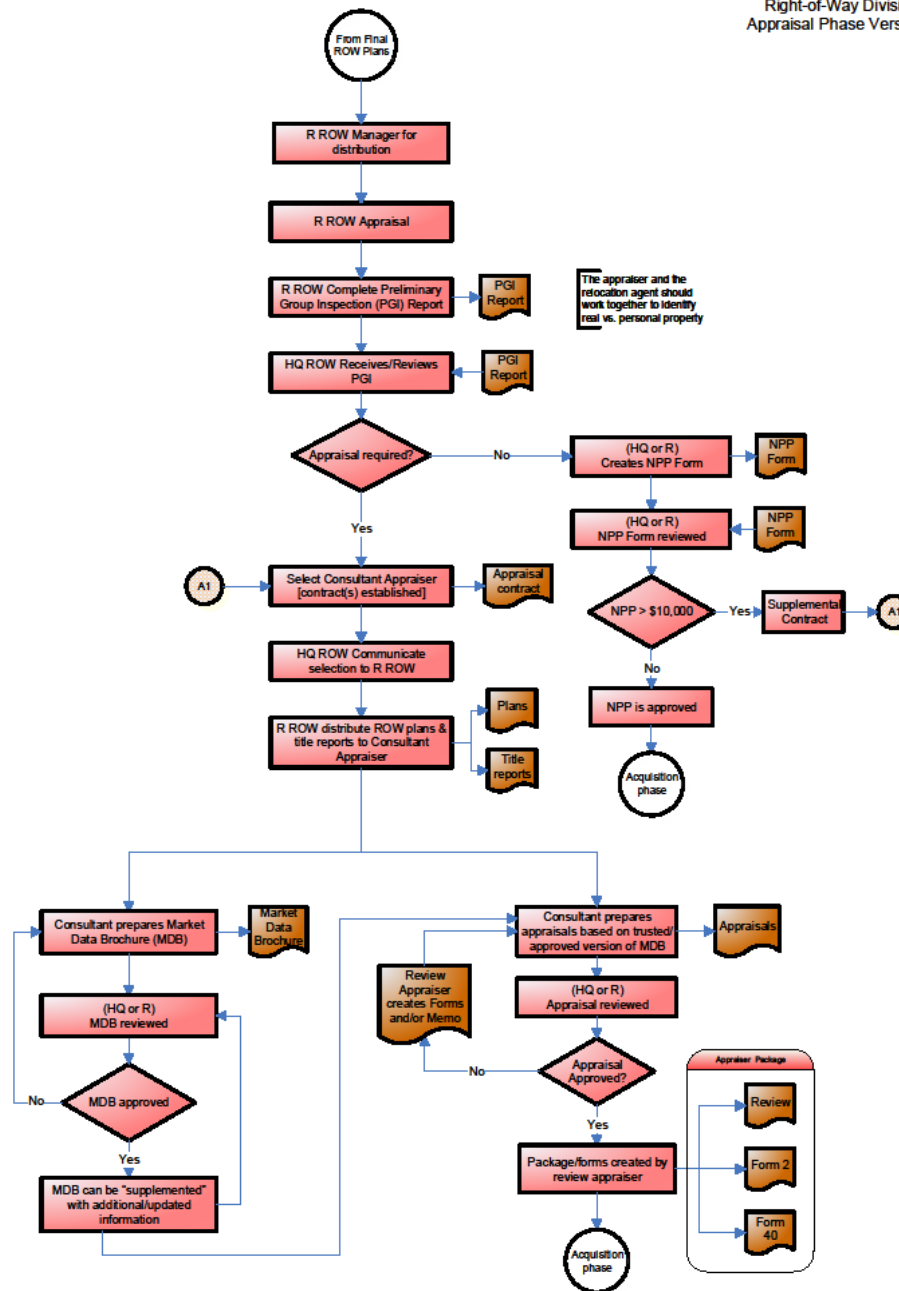 Right-of-Way Divisi
Appraisal Phase Vers
From Final
ROW Plans
R ROW Manager for
distribution
R ROW Appraisal
R ROW Complete Preliminary
Group Inspection (PGI) Report
PGI
Report
The appraiser and the
relocation agent should
work together to identify
real vs. personal property
HQ ROW Receives/Reviews
PGI
PGI
Report
Appraisal required?
No
(HQ or R)
Creates NPP Form
NPP
Form
Yes
(HQ or R)
NPP Form reviewed
NPP
Form
A1
Select Consultant Appraiser
[contract(s) established]
Appraisal
contract
NPP > $10,000
Yes
Supplemental
Contract
A1
HQ ROW Communicate
selection to R ROW
No
NPP is approved
R ROW distribute ROW plans &
title reports to Consultant
Appraiser
Plans
Title
reports
Acquisition
phase
Consultant prepares Market
Data Brochure (MDB)
Market
Data
Brochure
Consultant prepares
appraisals based on trusted/
approved version of MDB
Appraisals
(HQ or R)
MDB reviewed
Review
Appraiser
creates Forms
and/or Memo
(HQ or R)
Appraisal reviewed
MDB approved
No
Yes
Appraisal
Approved?
No
Yes
Appraiser Package
Review
Form 2
Form
40
MDB can be "supplemented"
with additional/updated
information
Package/forms created by
review appraiser
Acquisition
phase